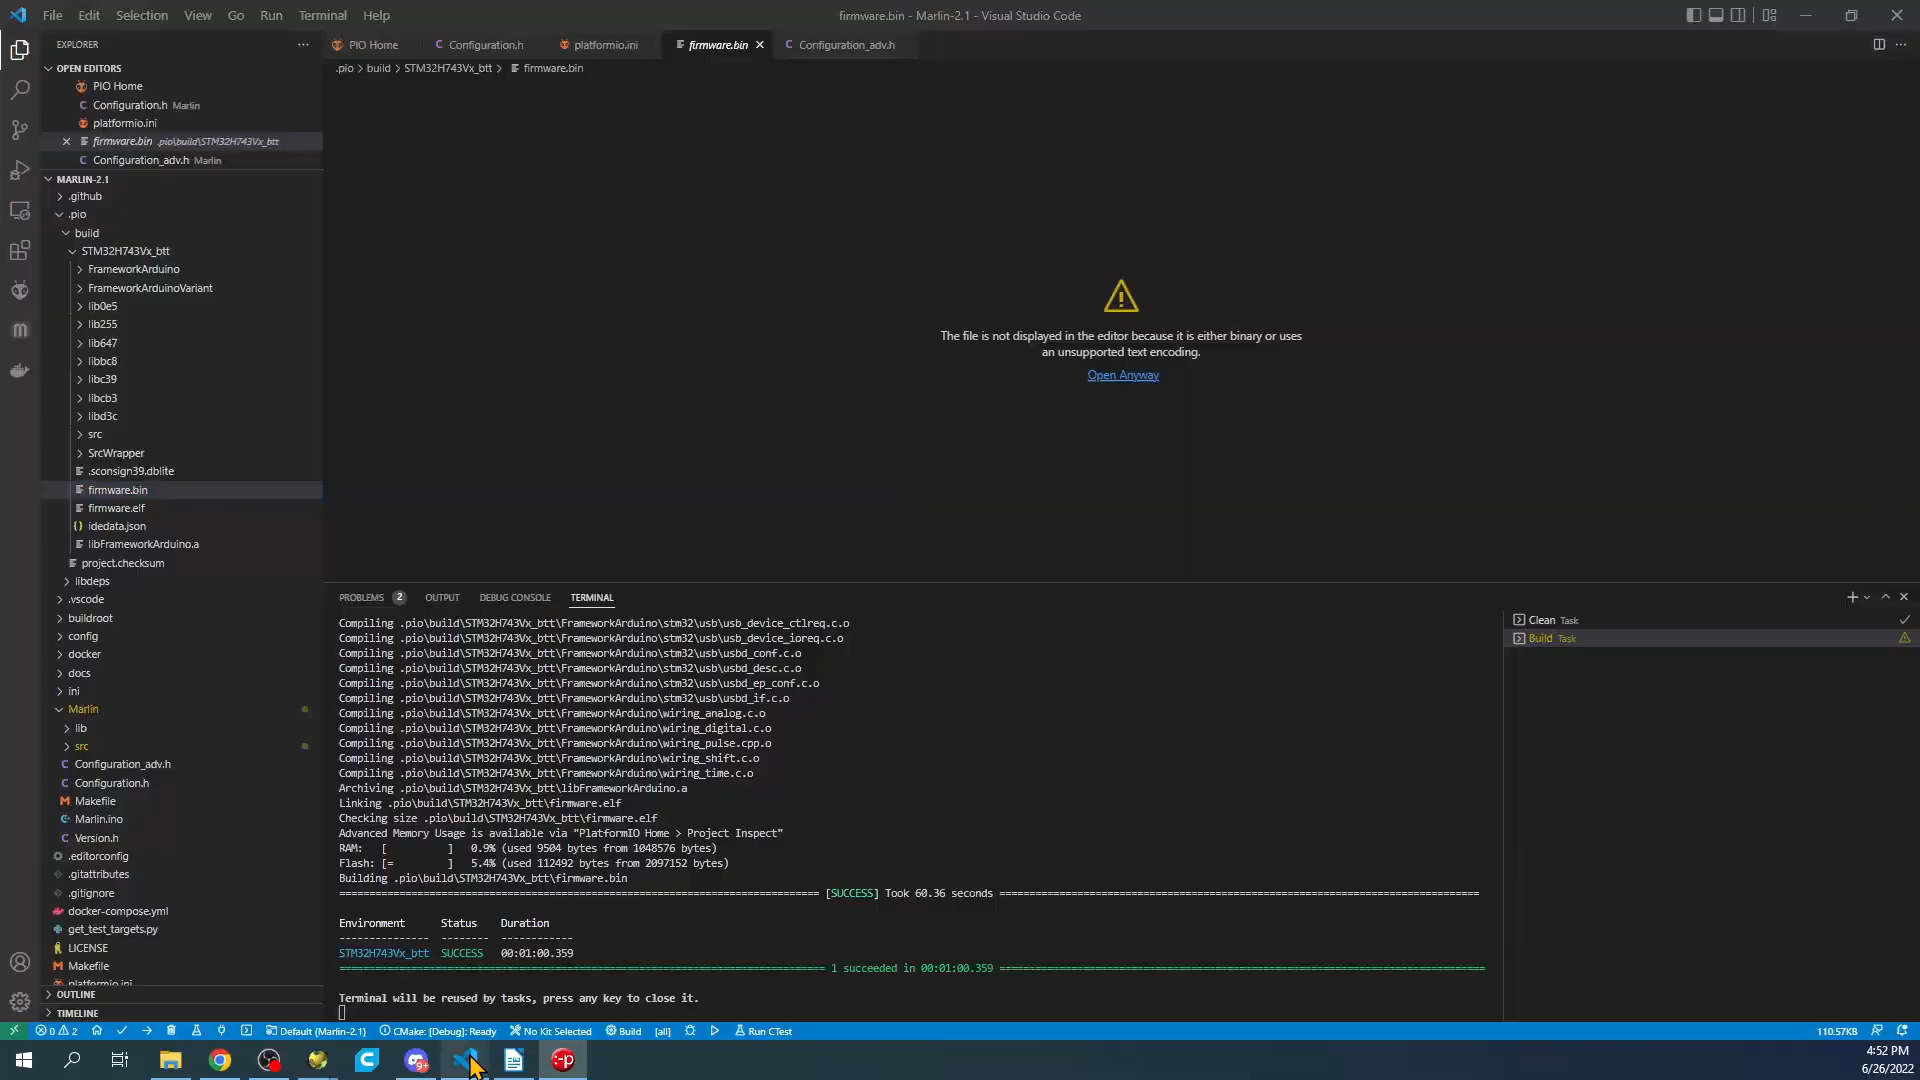 File Edit Selection View Go Run Terminal Help
firmware.bin - Marlin-2.1 - Visual Studio Code
EXPLORER
PIO Home
Configuration.h
platformio.ini
firmware.bin
Configuration_adv.h
.pio > build > STM32H743Vx_btt > firmware.bin
OPEN EDITORS
PIO Home
Configuration.h Marlin
platformio.ini
firmware.bin .pio\build\STM32H743Vx_btt
Configuration_adv.h Marlin
MARLIN-2.1
.github
.pio
build
STM32H743Vx_btt
FrameworkArduino
FrameworkArduinoVariant
lib0e5
lib255
lib647
libbc8
libc39
libcb3
libd3c
src
SrcWrapper
.sconsign39.dblite
firmware.bin
firmware.elf
idedata.json
libFrameworkArduino.a
project.checksum
libdeps
.vscode
buildroot
config
docker
docs
ini
Marlin
lib
src
Configuration_adv.h
Configuration.h
Makefile
Marlin.ino
Version.h
.editorconfig
.gitattributes
.gitignore
docker-compose.yml
get_test_targets.py
LICENSE
Makefile
platformio.ini
OUTLINE
TIMELINE
The file is not displayed in the editor because it is either binary or uses
an unsupported text encoding.
Open Anyway
PROBLEMS 2 OUTPUT DEBUG CONSOLE TERMINAL
Compiling .pio\build\STM32H743Vx_btt\FrameworkArduino\stm32\usb\usb_device_ctlreq.c.o
Compiling .pio\build\STM32H743Vx_btt\FrameworkArduino\stm32\usb\usb_device_ioreq.c.o
Compiling .pio\build\STM32H743Vx_btt\FrameworkArduino\stm32\usb\usbd_conf.c.o
Compiling .pio\build\STM32H743Vx_btt\FrameworkArduino\stm32\usb\usbd_desc.c.o
Compiling .pio\build\STM32H743Vx_btt\FrameworkArduino\stm32\usb\usbd_ep_conf.c.o
Compiling .pio\build\STM32H743Vx_btt\FrameworkArduino\stm32\usb\usbd_if.c.o
Compiling .pio\build\STM32H743Vx_btt\FrameworkArduino\wiring_analog.c.o
Compiling .pio\build\STM32H743Vx_btt\FrameworkArduino\wiring_digital.c.o
Compiling .pio\build\STM32H743Vx_btt\FrameworkArduino\wiring_pulse.cpp.o
Compiling .pio\build\STM32H743Vx_btt\FrameworkArduino\wiring_shift.c.o
Compiling .pio\build\STM32H743Vx_btt\FrameworkArduino\wiring_time.c.o
Archiving .pio\build\STM32H743Vx_btt\libFrameworkArduino.a
Linking .pio\build\STM32H743Vx_btt\firmware.elf
Checking size .pio\build\STM32H743Vx_btt\firmware.elf
Advanced Memory Usage is available via "PlatformIO Home > Project Inspect"
RAM: [ ] 0.9% (used 9504 bytes from 1048576 bytes)
Flash: [= ] 5.4% (used 112492 bytes from 2097152 bytes)
Building .pio\build\STM32H743Vx_btt\firmware.bin
[SUCCESS] Took 60.36 seconds
Environment Status Duration
STM32H743Vx_btt SUCCESS 00:01:00.359
1 succeeded in 00:01:00.359
Terminal will be reused by tasks, press any key to close it.
Clean Task
Build Task
0 2 Default (Marlin-2.1) CMake: [Debug]: Ready No Kit Selected Build [all] Run CTest 110.57KB
9+
:-p
4:52 PM
6/26/2022